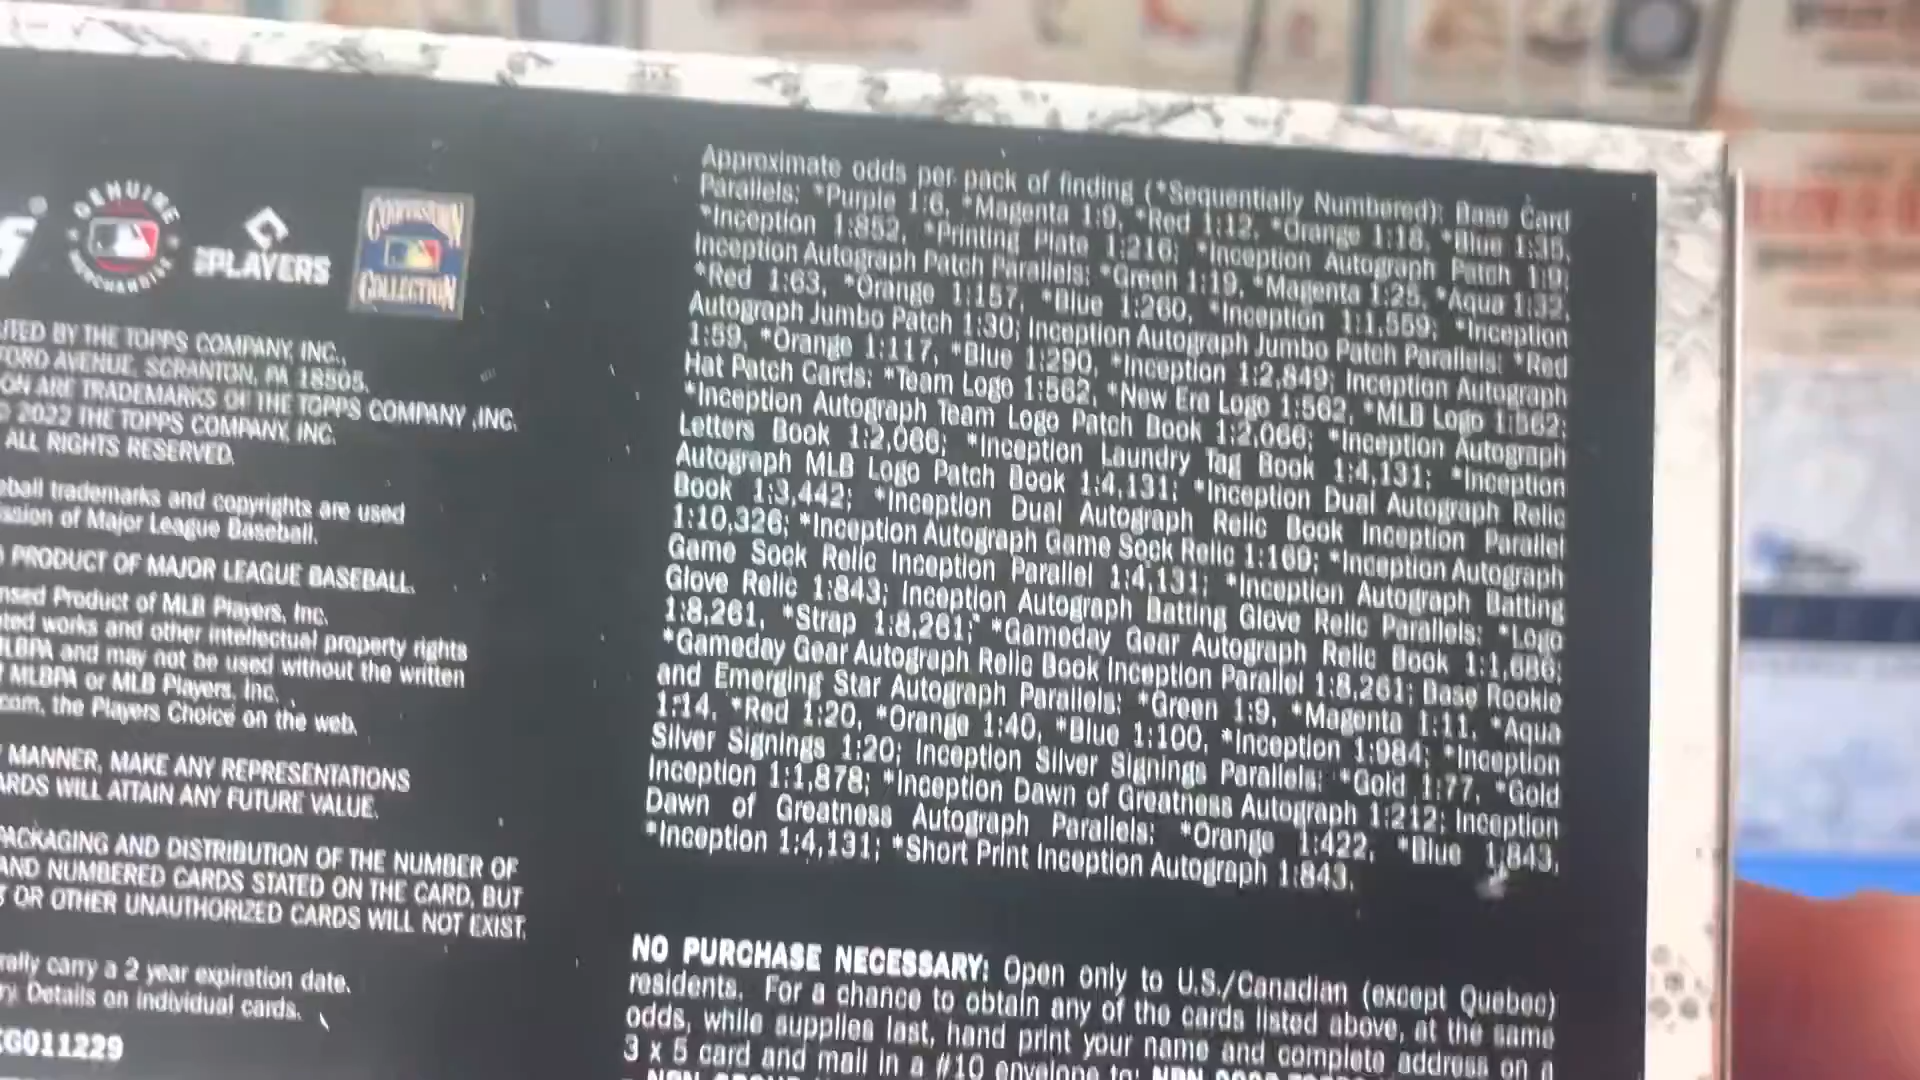 GENUINE
MERCHANDISE
PLAYERS
COOPERSTOWN
COLLECTION
BY THE TOPPS COMPANY, INC.,
AVENUE, SCRANTON, PA 18505.
ARE TRADEMARKS OF THE TOPPS COMPANY ,INC.
2022 THE TOPPS COMPANY, INC.
ALL RIGHTS RESERVED.
trademarks and copyrights are used
of Major League Baseball.
PRODUCT OF MAJOR LEAGUE BASEBALL.
Product of MLB Players, Inc.
works and other intellectual property rights
and may not be used without the written
MLBPA or MLB Players, Inc.
the Players Choice on the web.
MANNER, MAKE ANY REPRESENTATIONS
WILL ATTAIN ANY FUTURE VALUE.
PACKAGING AND DISTRIBUTION OF THE NUMBER OF
AND NUMBERED CARDS STATED ON THE CARD, BUT
OR OTHER UNAUTHORIZED CARDS WILL NOT EXIST.
carry a 2 year expiration date.
Details on individual cards.
G011229
Approximate odds per pack of finding (*Sequentially Numbered): Base Card
Parallels: *Purple 1:6, *Magenta 1:9, *Red 1:12, *Orange 1:18, *Blue 1:35,
*Inception 1:852, *Printing Plate 1:216; *Inception Autograph Patch 1:9;
Inception Autograph Patch Parallels: *Green 1:19, *Magenta 1:25, *Aqua 1:32,
*Red 1:63, *Orange 1:157, *Blue 1:260, *Inception 1:1,559; *Inception
Autograph Jumbo Patch 1:30; Inception Autograph Jumbo Patch Parallels: *Red
1:59, *Orange 1:117, *Blue 1:290, *Inception 1:2,849; Inception Autograph
Hat Patch Cards: *Team Logo 1:562, *New Era Logo 1:562, *MLB Logo 1:562;
*Inception Autograph Team Logo Patch Book 1:2,066; *Inception Autograph
Letters Book 1:2,066; *Inception Laundry Tag Book 1:4,131; *Inception
Autograph MLB Logo Patch Book 1:4,131; *Inception Dual Autograph Relic
Book 1:3,442; *Inception Dual Autograph Relic Book Inception Parallel
1:10,326; *Inception Autograph Game Sock Relic 1:169; *Inception Autograph
Game Sock Relic Inception Parallel 1:4,131; *Inception Autograph Batting
Glove Relic 1:843; Inception Autograph Batting Glove Relic Parallels: *Logo
1:8,261, *Strap 1:8,261; *Gameday Gear Autograph Relic Book 1:1,686;
*Gameday Gear Autograph Relic Book Inception Parallel 1:8,261; Base Rookie
and Emerging Star Autograph Parallels: *Green 1:9, *Magenta 1:11, *Aqua
1:14, *Red 1:20, *Orange 1:40, *Blue 1:100, *Inception 1:984; *Inception
Silver Signings 1:20; Inception Silver Signings Parallels: *Gold 1:77, *Gold
Inception 1:1,878; *Inception Dawn of Greatness Autograph 1:212; Inception
Dawn of Greatness Autograph Parallels: *Orange 1:422, *Blue 1:843,
*Inception 1:4,131; *Short Print Inception Autograph 1:843.
NO PURCHASE NECESSARY: Open only to U.S./Canadian (except Quebec)
residents. For a chance to obtain any of the cards listed above, at the same
odds, while supplies last, hand print your name and complete address on a
3 x 5 card and mail in a #10 envelope to: NPN